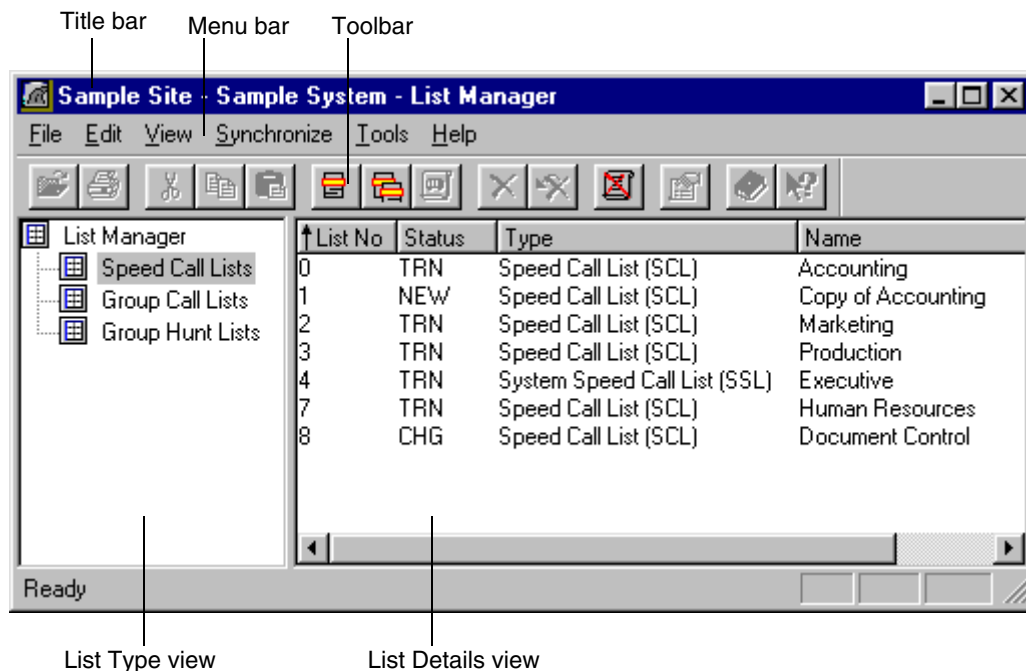 Title bar Menu bar Toolbar
Sample Site - Sample System - List Manager
File Edit View Synchronize Tools Help
List Manager
Speed Call Lists
Group Call Lists
Group Hunt Lists
List No Status Type Name
0 TRN Speed Call List (SCL) Accounting
1 NEW Speed Call List (SCL) Copy of Accounting
2 TRN Speed Call List (SCL) Marketing
3 TRN Speed Call List (SCL) Production
4 TRN System Speed Call List (SSL) Executive
7 TRN Speed Call List (SCL) Human Resources
8 CHG Speed Call List (SCL) Document Control
Ready
List Type view List Details view